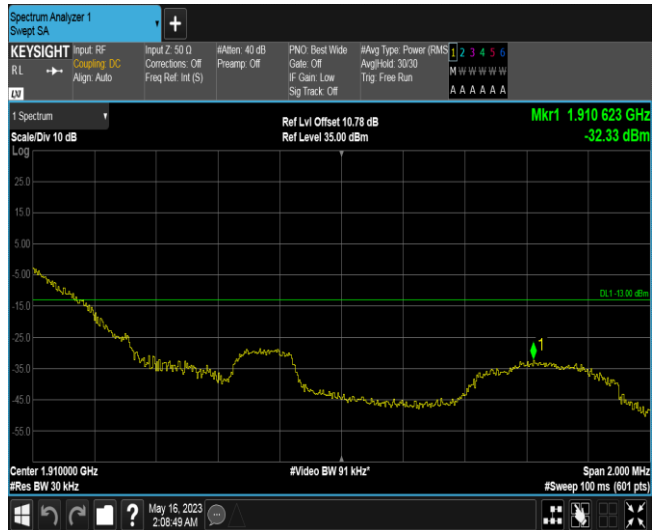 Spectrum Analyzer 1
Swept SA
+
KEYSIGHT Input: RF Input Z: 50 Ω #Atten: 40 dB PNO: Best Wide #Avg Type: Power (RMS 1 2 3 4 5 6
RL Coupling: DC Corrections: Off Preamp: Off Gate: Off Avg|Hold: 30/30 M W W W W W
Align: Auto Freq Ref: Int (S) IF Gain: Low Trig: Free Run
LXI Sig Track: Off A A A A A A
1 Spectrum Ref Lvl Offset 10.78 dB Mkr1 1.910 623 GHz
Scale/Div 10 dB Ref Level 35.00 dBm -32.33 dBm
Log
25.0
15.0
5.00
-5.00
DL1 -13.00 dBm
-15.0
-25.0
1
-35.0
-45.0
-55.0
Center 1.910000 GHz #Video BW 91 kHz* Span 2.000 MHz
#Res BW 30 kHz #Sweep 100 ms (601 pts)
? May 16, 2023
2:08:49 AM